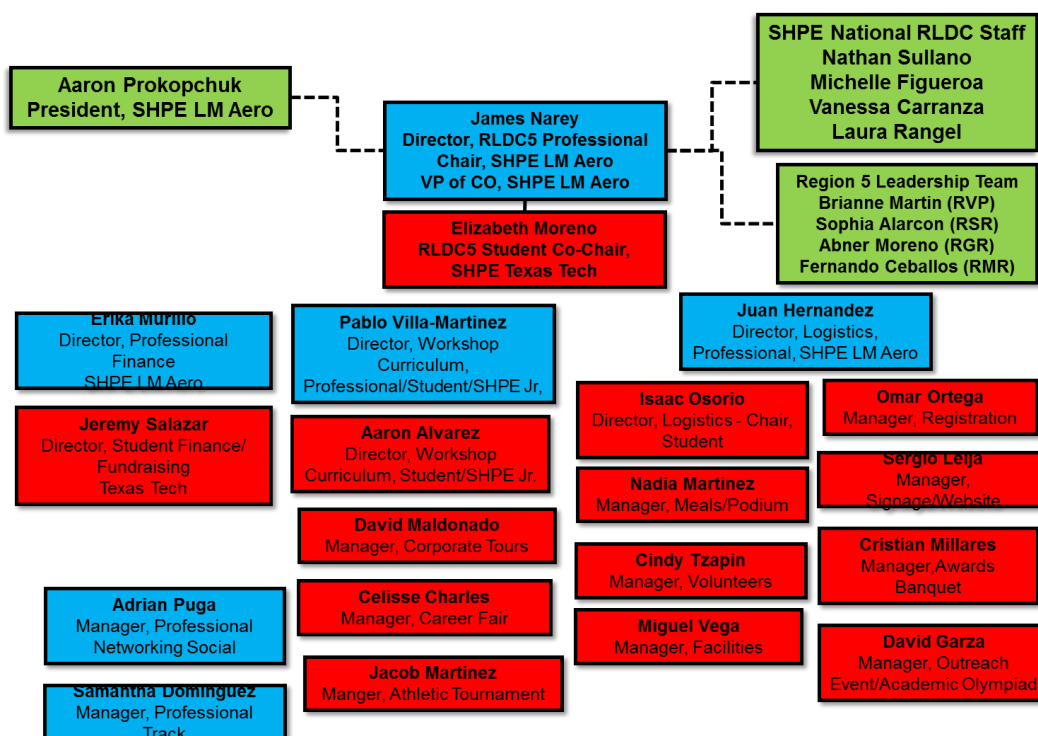 SHPE National RLDC Staff
Nathan Sullano
Michelle Figueroa
Vanessa Carranza
Laura Rangel
Aaron Prokopchuk
President, SHPE LM Aero
James Narey
Director, RLDC5 Professional
Chair, SHPE LM Aero
VP of CO, SHPE LM Aero
Region 5 Leadership Team
Brianne Martin (RVP)
Sophia Alarcon (RSR)
Abner Moreno (RGR)
Fernando Ceballos (RMR)
Elizabeth Moreno
RLDC5 Student Co-Chair,
SHPE Texas Tech
Erika Murillo
Director, Professional
Finance
SHPE LM Aero
Pablo Villa-Martinez
Director, Workshop
Curriculum,
Professional/Student/SHPE Jr,
Juan Hernandez
Director, Logistics,
Professional, SHPE LM Aero
Jeremy Salazar
Director, Student Finance/
Fundraising
Texas Tech
Aaron Alvarez
Director, Workshop
Curriculum, Student/SHPE Jr.
Isaac Osorio
Director, Logistics - Chair,
Student
Omar Ortega
Manager, Registration
Nadia Martinez
Manager, Meals/Podium
Sergio Leija
Manager,
Signage/Website
David Maldonado
Manager, Corporate Tours
Cindy Tzapin
Manager, Volunteers
Cristian Millares
Manager,Awards
Banquet
Adrian Puga
Manager, Professional
Networking Social
Celisse Charles
Manager, Career Fair
Miguel Vega
Manager, Facilities
David Garza
Manager, Outreach
Event/Academic Olympiad
Samantha Dominguez
Manager, Professional
Track
Jacob Martinez
Manger, Athletic Tournament